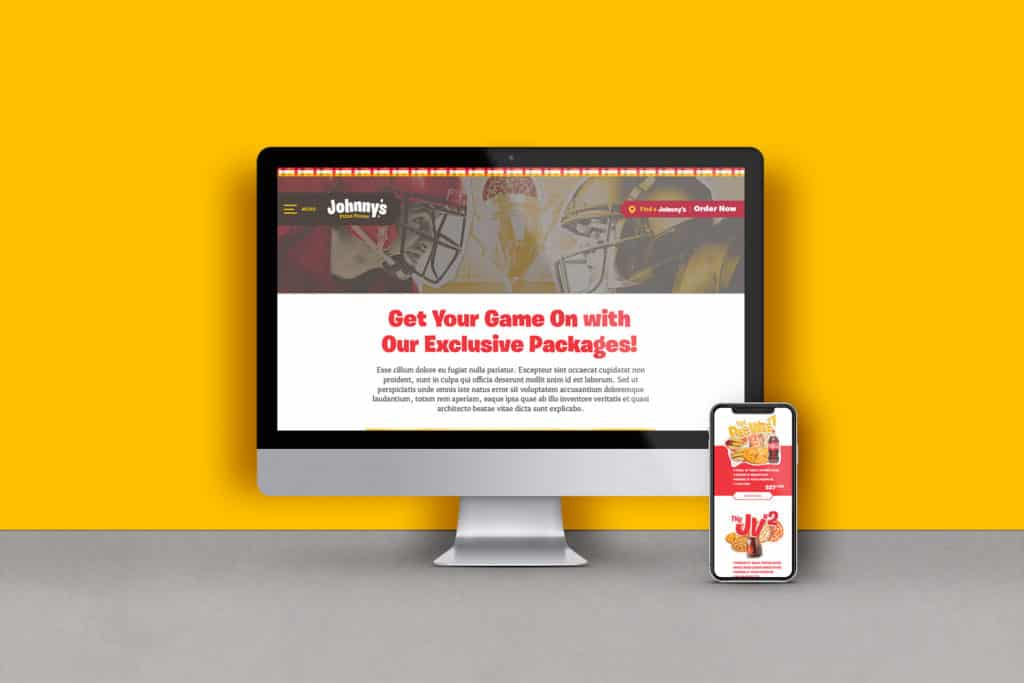 MENU
Johnny's
Pizza House
Find a Johnny's
Order Now
Get Your Game On with
Our Exclusive Packages!
Esse cillum dolore eu fugiat nulla pariatur. Excepteur sint occaecat cupidatat non
proident, sunt in culpa qui officia deserunt mollit anim id est laborum. Sed ut
perspiciatis unde omnis iste natus error sit voluptatem accusantium doloremque
laudantium, totam rem aperiam, eaque ipsa quae ab illo inventore veritatis et quasi
architecto beatae vitae dicta sunt explicabo.
The
JV